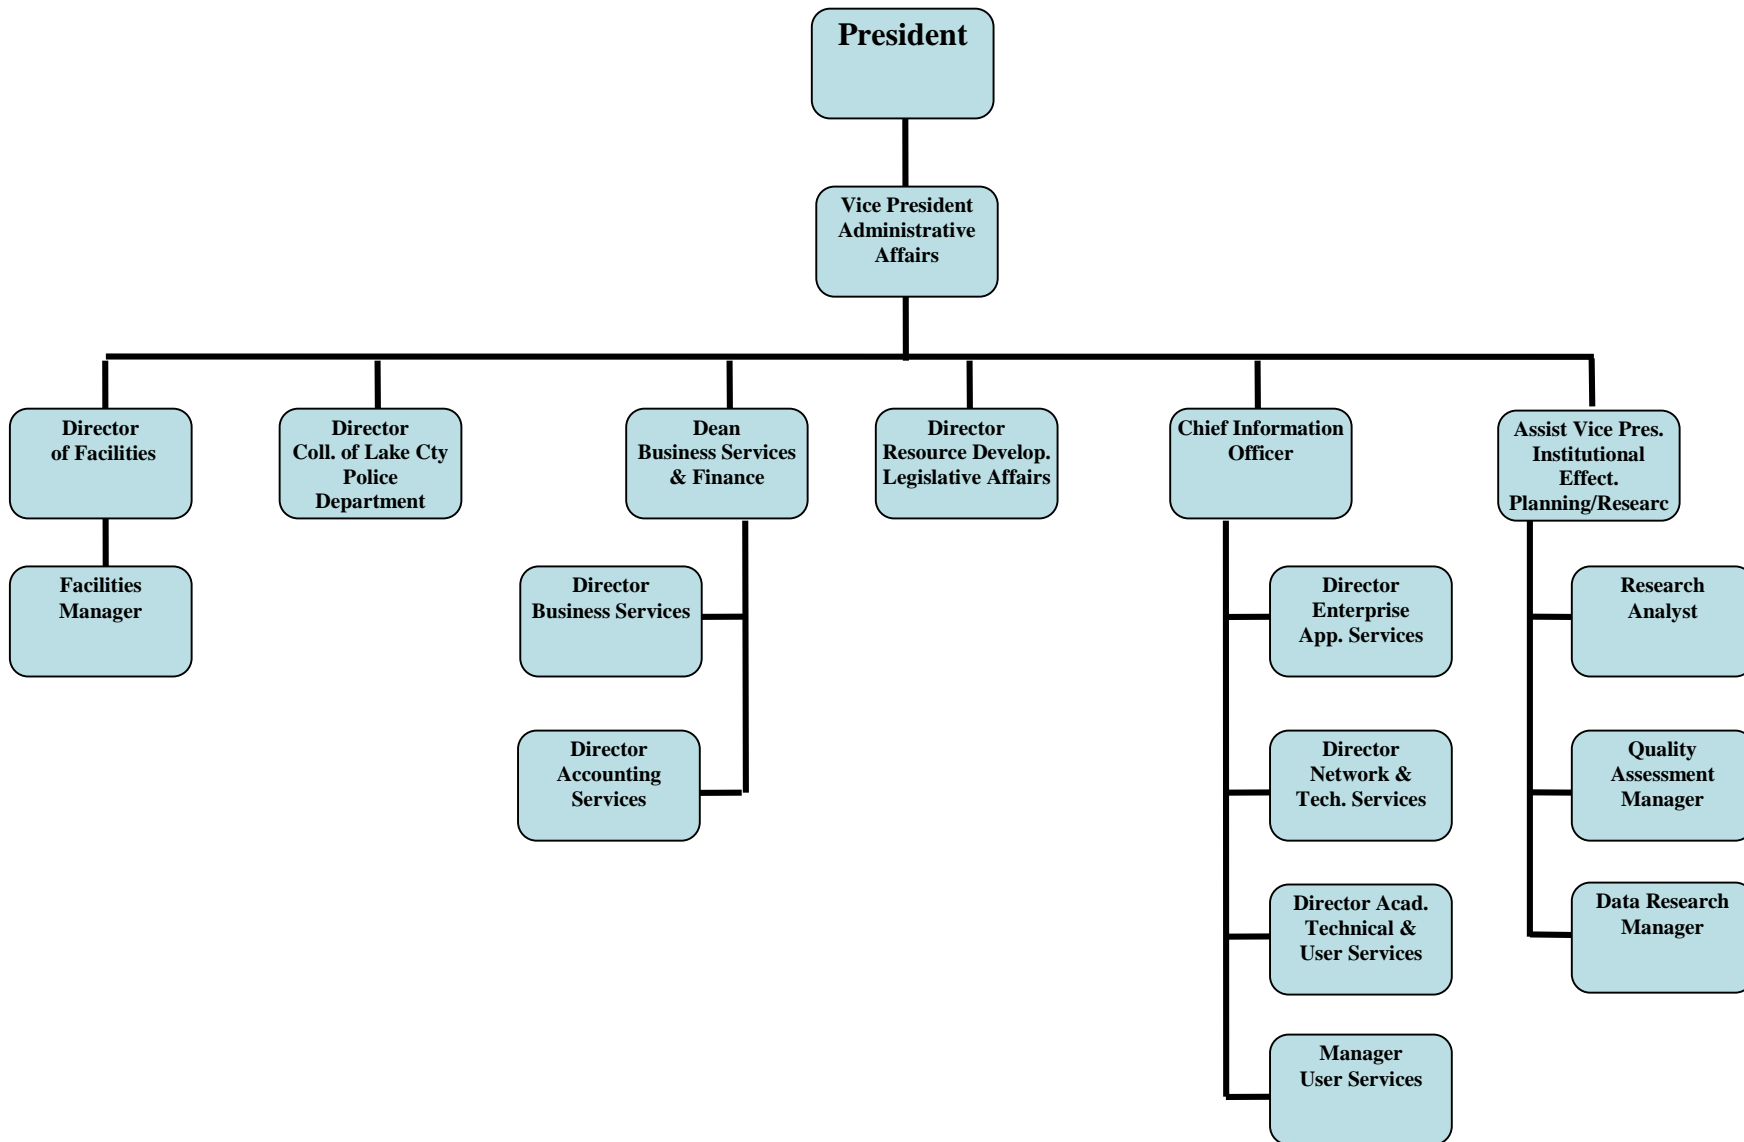 President
Vice President
Administrative
Affairs
Director
of Facilities
Director
Coll. of Lake Cty
Police
Department
Dean
Business Services
& Finance
Director
Resource Develop.
Legislative Affairs
Chief Information
Officer
Assist Vice Pres.
Institutional
Effect.
Planning/Researc
Facilities
Manager
Director
Business Services
Director
Enterprise
App. Services
Research
Analyst
Director
Accounting
Services
Director
Network &
Tech. Services
Quality
Assessment
Manager
Director Acad.
Technical &
User Services
Data Research
Manager
Manager
User Services